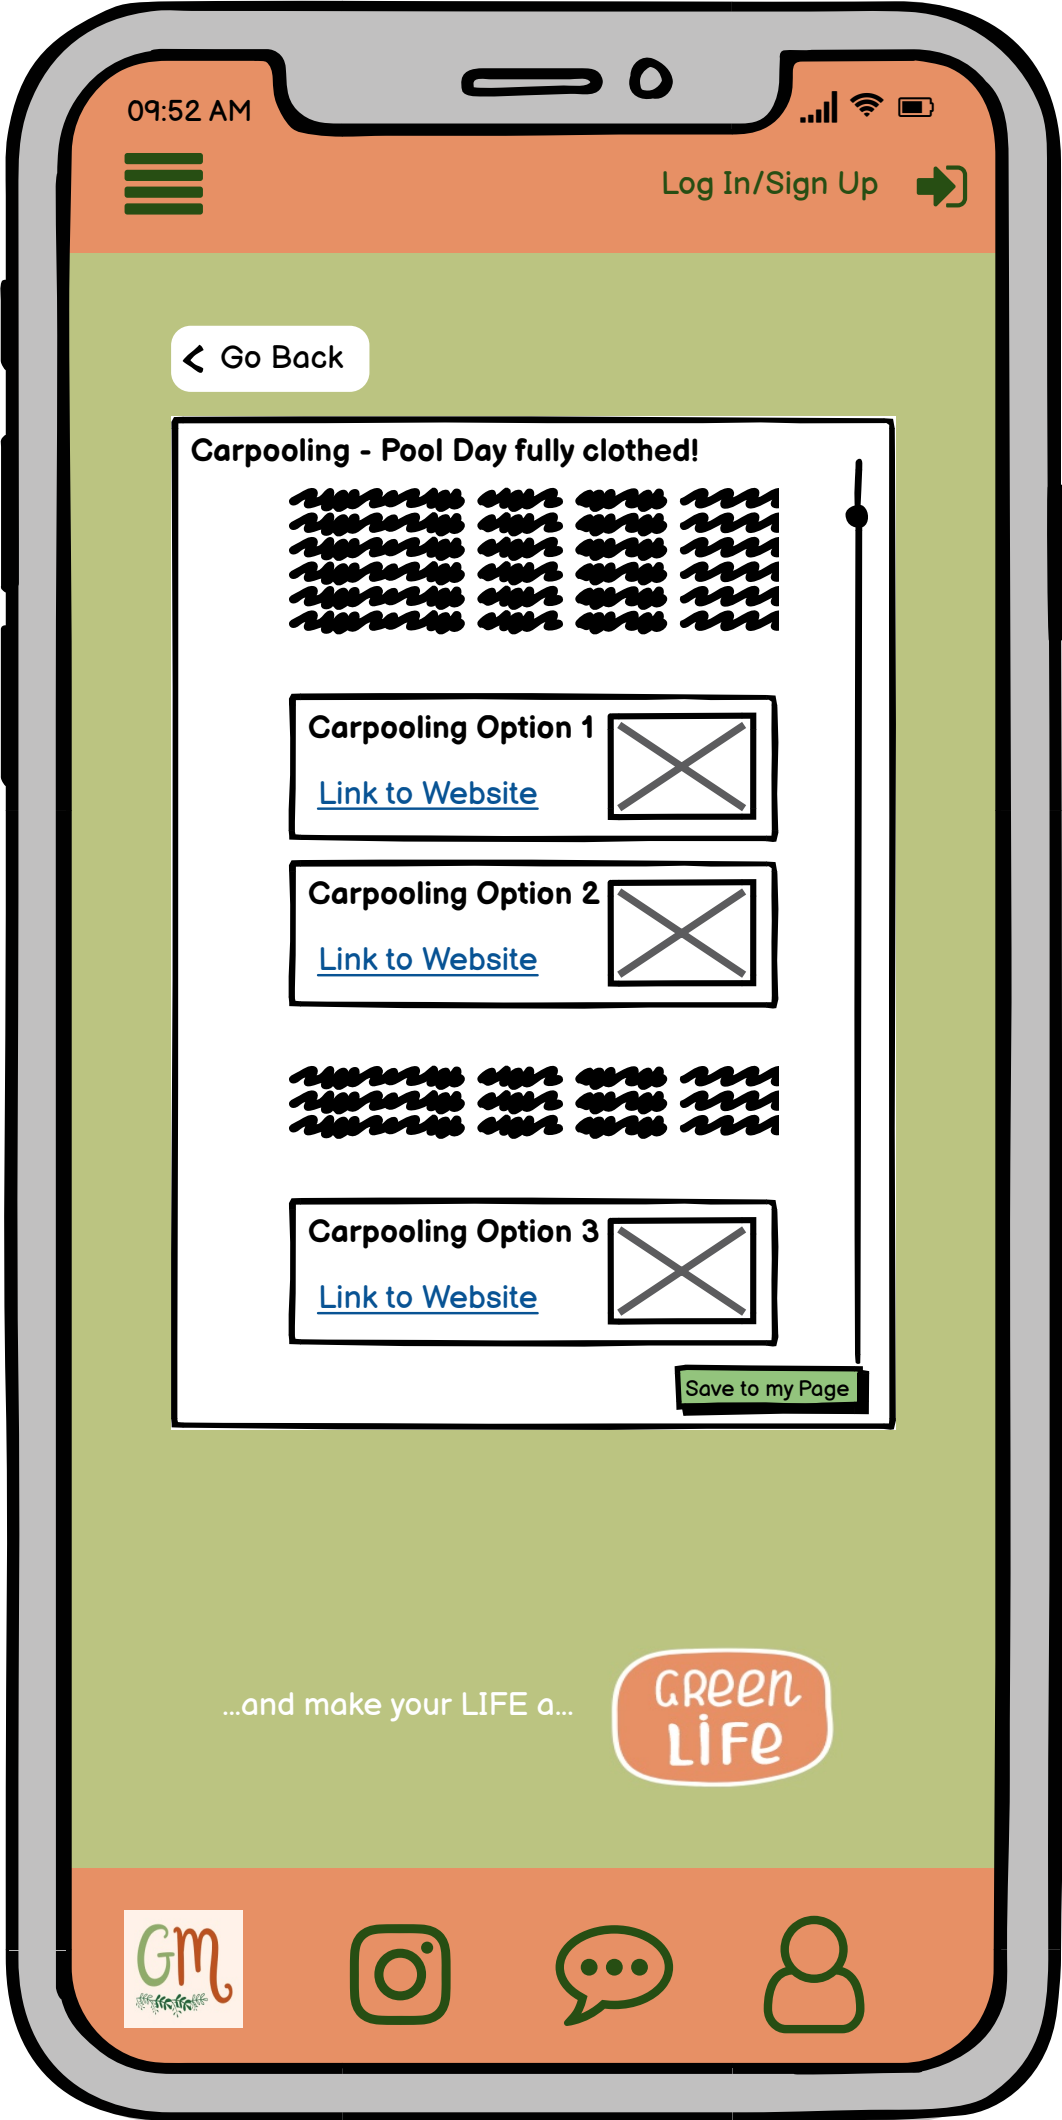 09:52 AM
Log In/Sign Up
Go Back
Carpooling - Pool Day fully clothed!
Carpooling Option 1
Link to Website
Carpooling Option 2
Link to Website
Carpooling Option 3
Link to Website
Save to my Page
...and make your LIFE a...
GReen
LiFe
GM